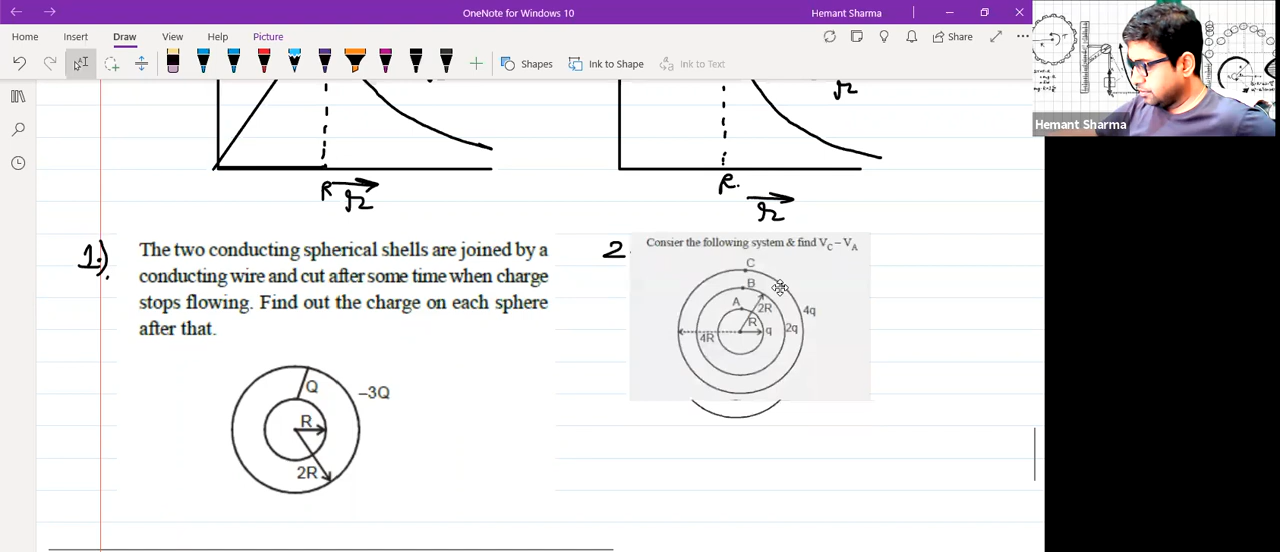 OneNote for Windows 10
Hemant Sharma
Home
Insert
Draw
View
Help
Picture
Share
Shapes
Ink to Shape
Ink to Text
Hemant Sharma
R
r
R.
r
r
1.)
The two conducting spherical shells are joined by a
conducting wire and cut after some time when charge
stops flowing. Find out the charge on each sphere
after that.
Q
-3Q
R
2R
2.
Consier the following system & find VC – VA
C
B
A
2R
4q
R
q
2q
4R